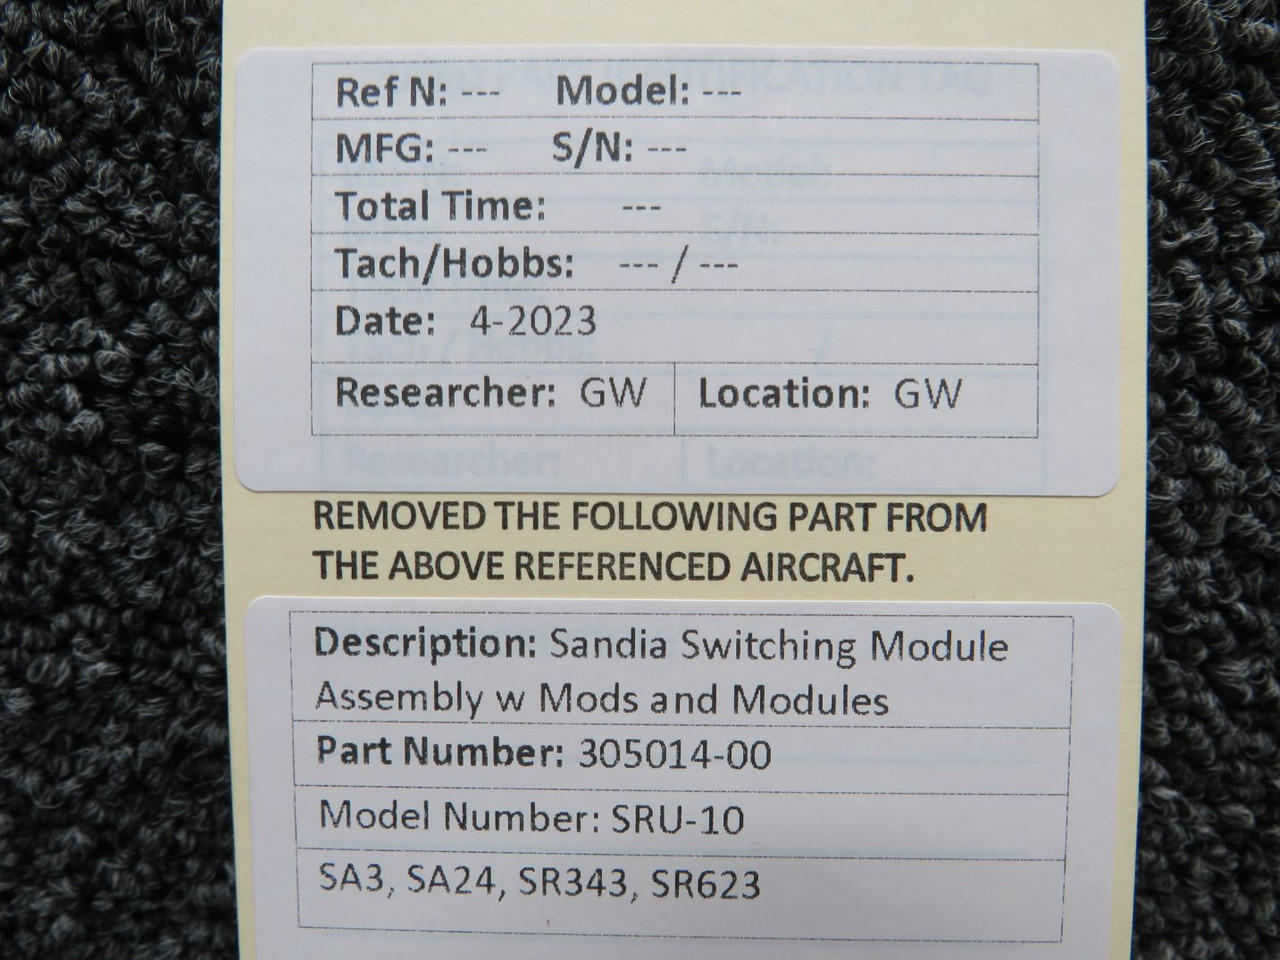 Ref N: --- Model: ---
MFG: --- S/N: ---
Total Time: ---
Tach/Hobbs: --- / ---
Date: 4-2023
Researcher: GW Location: GW
REMOVED THE FOLLOWING PART FROM
THE ABOVE REFERENCED AIRCRAFT.
Description: Sandia Switching Module
Assembly w Mods and Modules
Part Number: 305014-00
Model Number: SRU-10
SA3, SA24, SR343, SR623